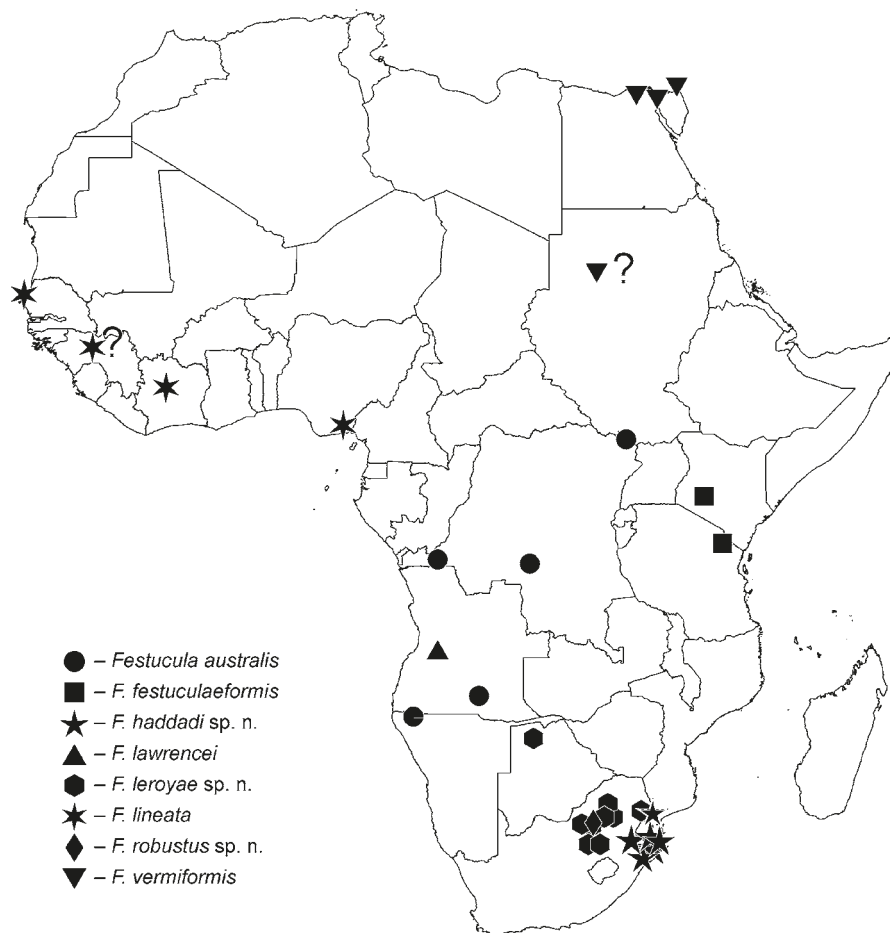 ?
?
– Festucula australis
– F. festuculaeformis
– F. haddadi sp. n.
– F. lawrencei
– F. leroyae sp. n.
– F. lineata
– F. robustus sp. n.
– F. vermiformis